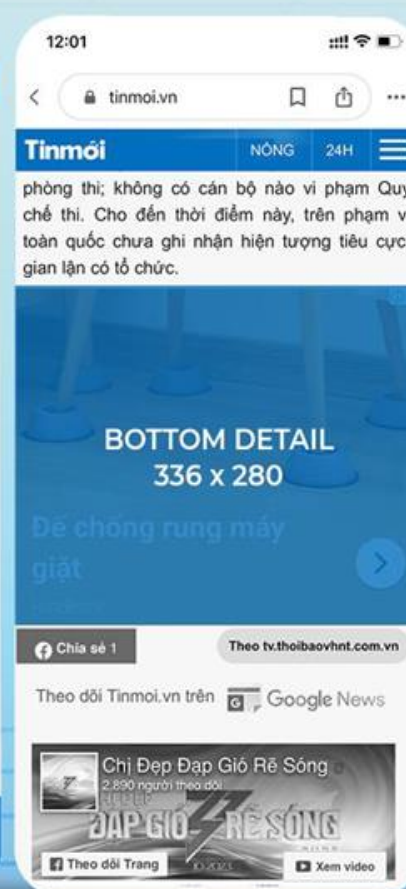 12:01
tinmoi.vn
Tinmới
NÓNG
24H
phòng thi; không có cán bộ nào vi phạm Quy
chế thi. Cho đến thời điểm này, trên phạm v
toàn quốc chưa ghi nhận hiện tượng tiêu cực
gian lận có tổ chức.
BOTTOM DETAIL
336 x 280
Đế chống rung máy
giặt
Chia sẻ 1
Theo tv.thoibaovhnt.com.vn
Theo dõi Tinmoi.vn trên
Google News
Chị Đẹp Đạp Gió Rẽ Sóng
2.890 người theo dõi
ĐẠP GIÓ RẼ SÓNG
Theo dõi Trang
10.2023
Xem video